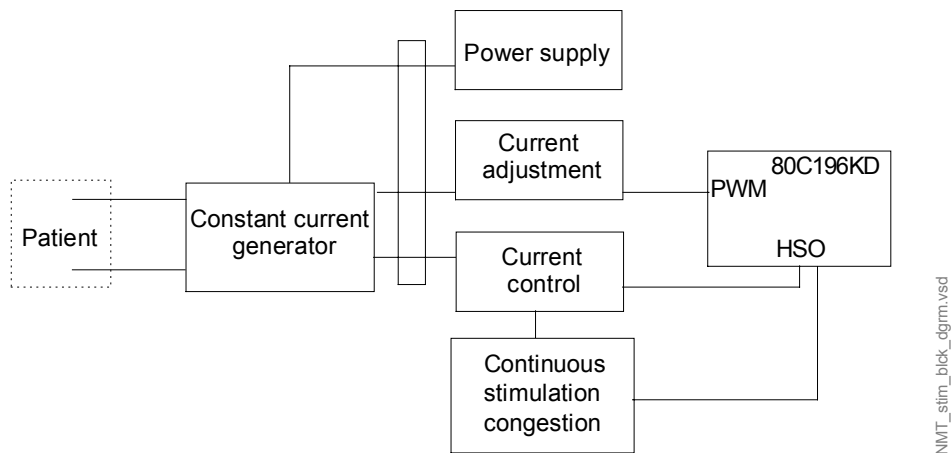 Power supply
Current
adjustment
80C196KD
PWM
HSO
Patient
Constant current
generator
Current
control
Continuous
stimulation
congestion
NMT_stim_blck_dgrm.vsd